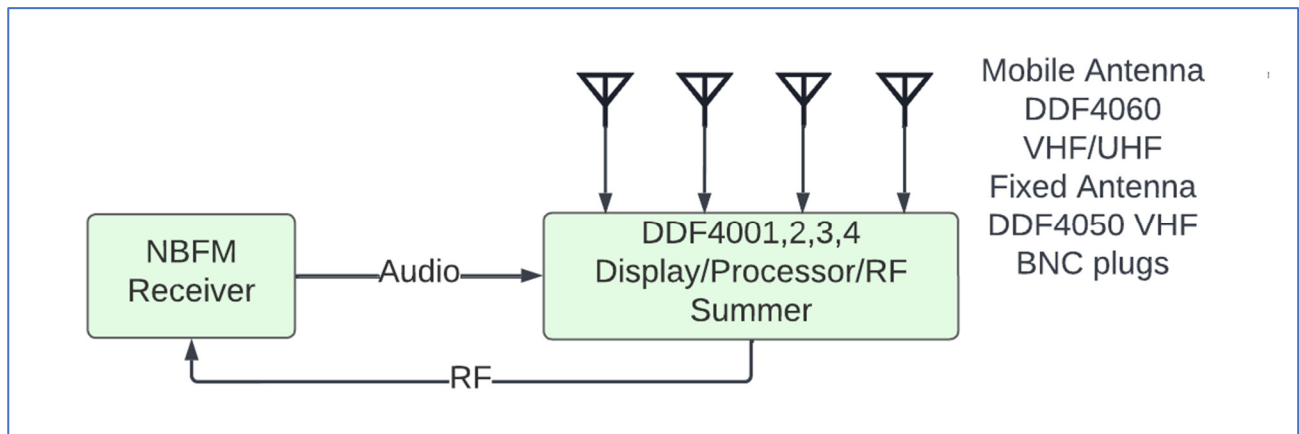 Mobile Antenna
DDF4060
VHF/UHF
Fixed Antenna
DDF4050 VHF
BNC plugs
NBFM
Receiver
Audio
DDF4001,2,3,4
Display/Processor/RF
Summer
RF